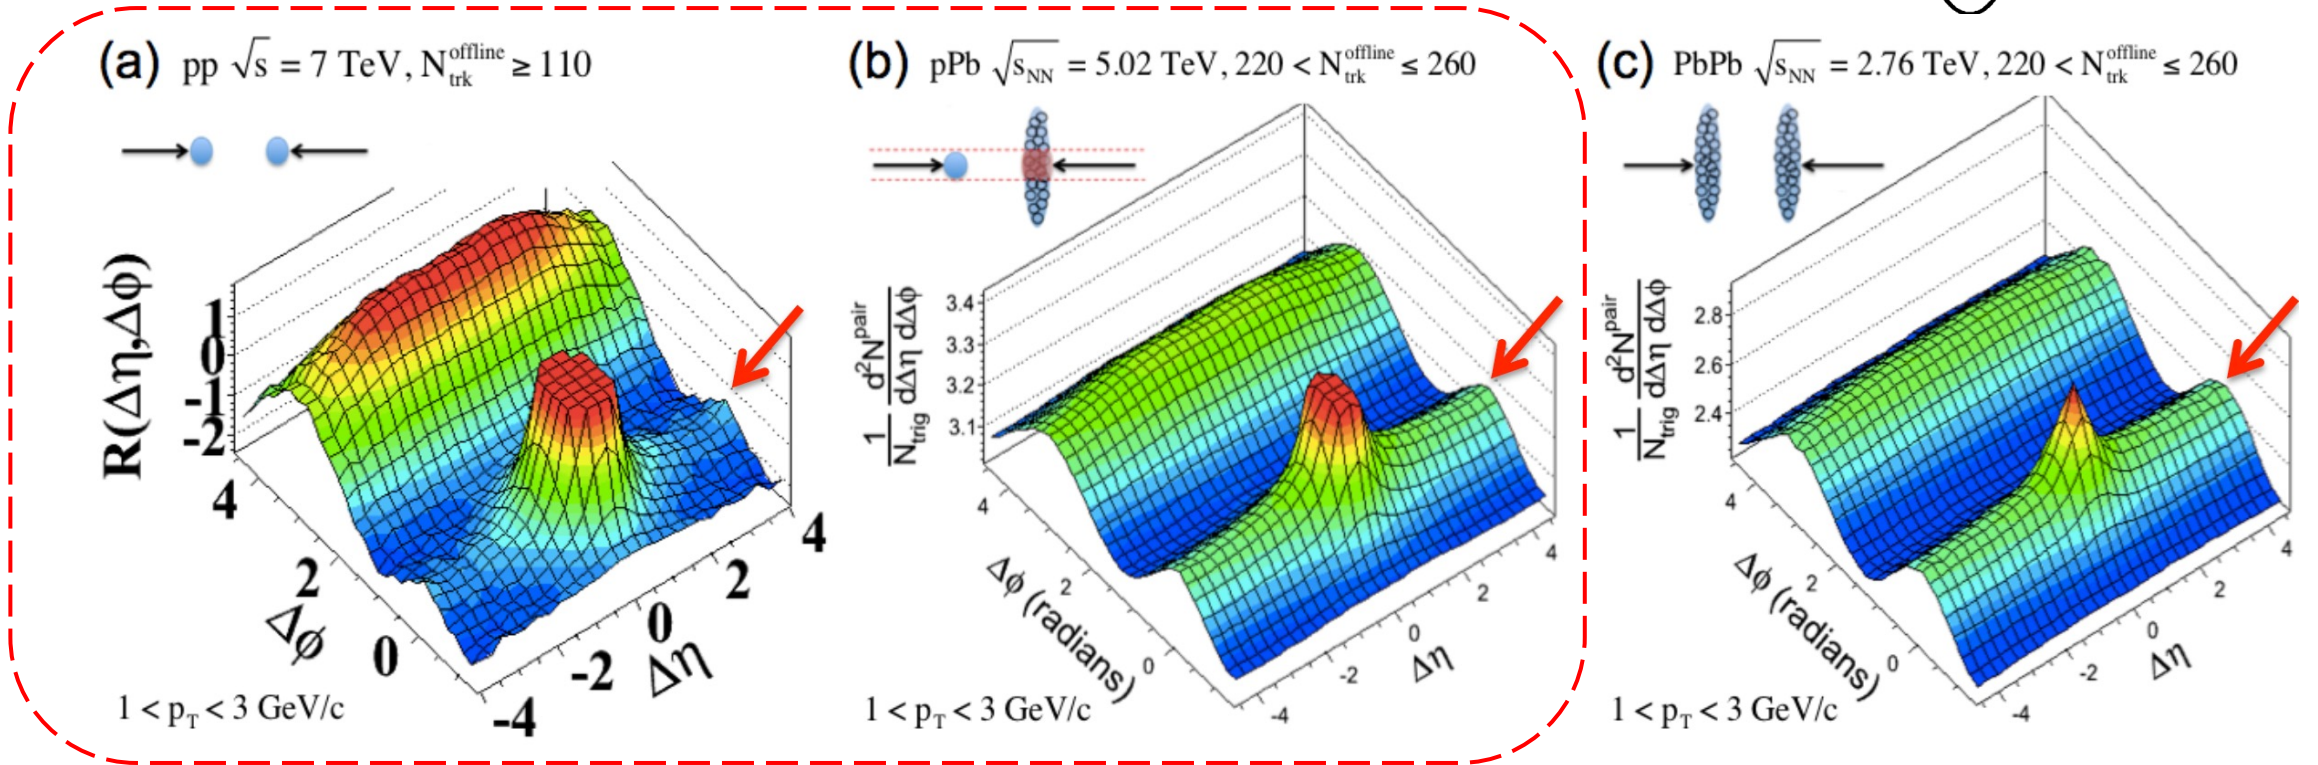 (a) pp √s = 7 TeV, N_trk^offline ≥ 110
R(Δη,Δϕ)
1
0
-1
-2
4
2
0
Δϕ
-4
-2
0
2
4
Δη
1 < p_T < 3 GeV/c
(b) pPb √s_NN = 5.02 TeV, 220 < N_trk^offline ≤ 260
1/N_trig d²N^pair/dΔη dΔϕ
3.4
3.3
3.2
3.1
4
2
0
Δϕ (radians)
-4
-2
0
2
4
Δη
1 < p_T < 3 GeV/c
(c) PbPb √s_NN = 2.76 TeV, 220 < N_trk^offline ≤ 260
1/N_trig d²N^pair/dΔη dΔϕ
2.8
2.6
2.4
4
2
0
Δϕ (radians)
-4
-2
0
2
4
Δη
1 < p_T < 3 GeV/c